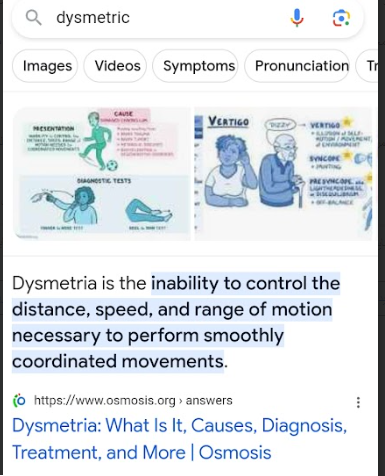 dysmetric
Images Videos Symptoms Pronunciation Tr
CAUSE
PRESENTATION
DIAGNOSTIC TESTS
VERTIGO
DIZZY
VERTIGO
SYNCOPE
PRESYNCOPE
OFF-BALANCE
Dysmetria is the inability to control the
distance, speed, and range of motion
necessary to perform smoothly
coordinated movements.
https://www.osmosis.org › answers
Dysmetria: What Is It, Causes, Diagnosis,
Treatment, and More | Osmosis